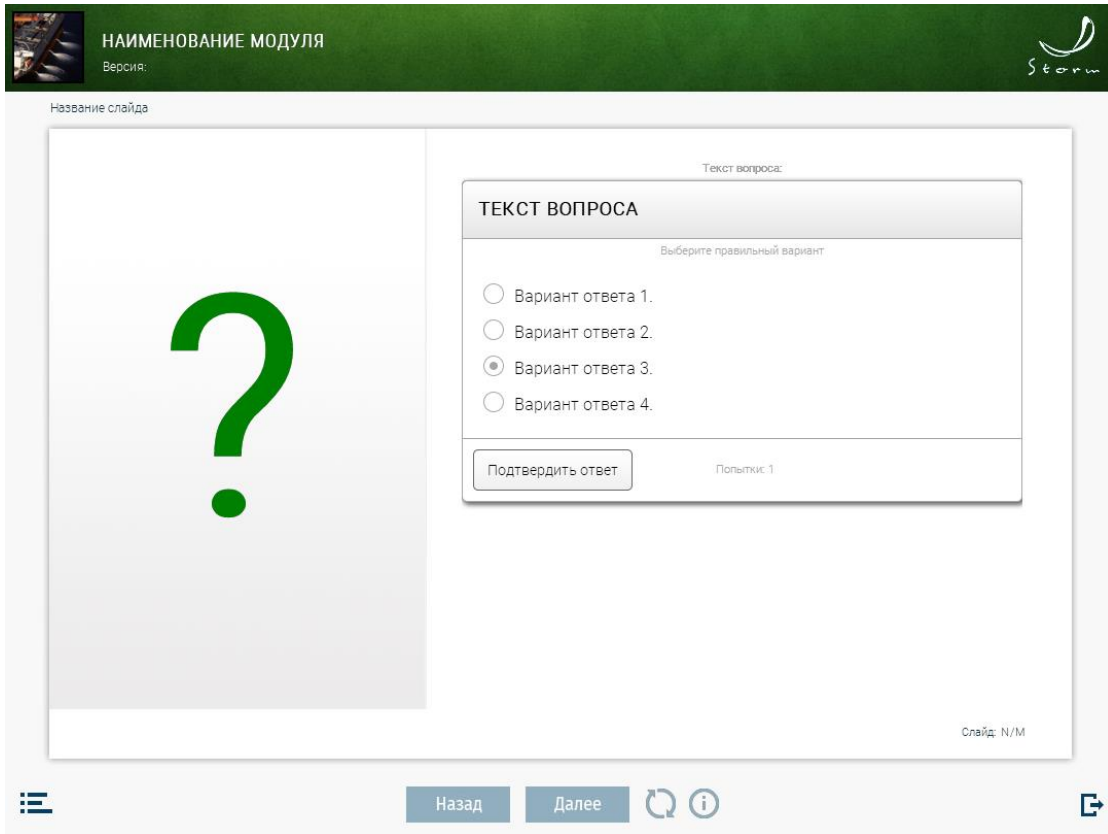 НАИМЕНОВАНИЕ МОДУЛЯ
Версия:
Storm
Название слайда
Текст вопроса:
ТЕКСТ ВОПРОСА
Выберите правильный вариант
?
Вариант ответа 1.
Вариант ответа 2.
Вариант ответа 3.
Вариант ответа 4.
Подтвердить ответ
Попытки: 1
Слайд: N/M
Назад
Далее